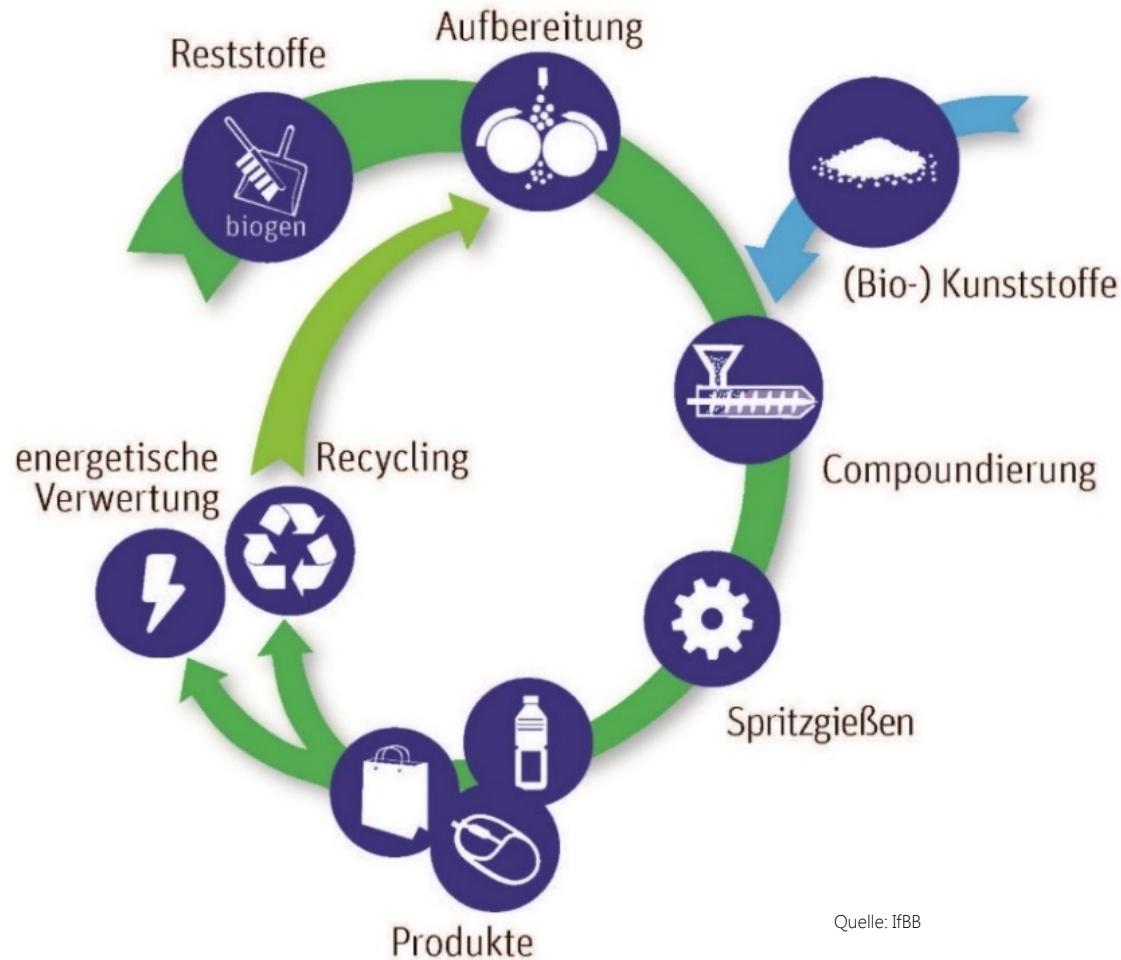 Aufbereitung
Reststoffe
biogen
(Bio-) Kunststoffe
energetische
Verwertung
Recycling
Compoundierung
Spritzgießen
Produkte
Quelle: IfBB